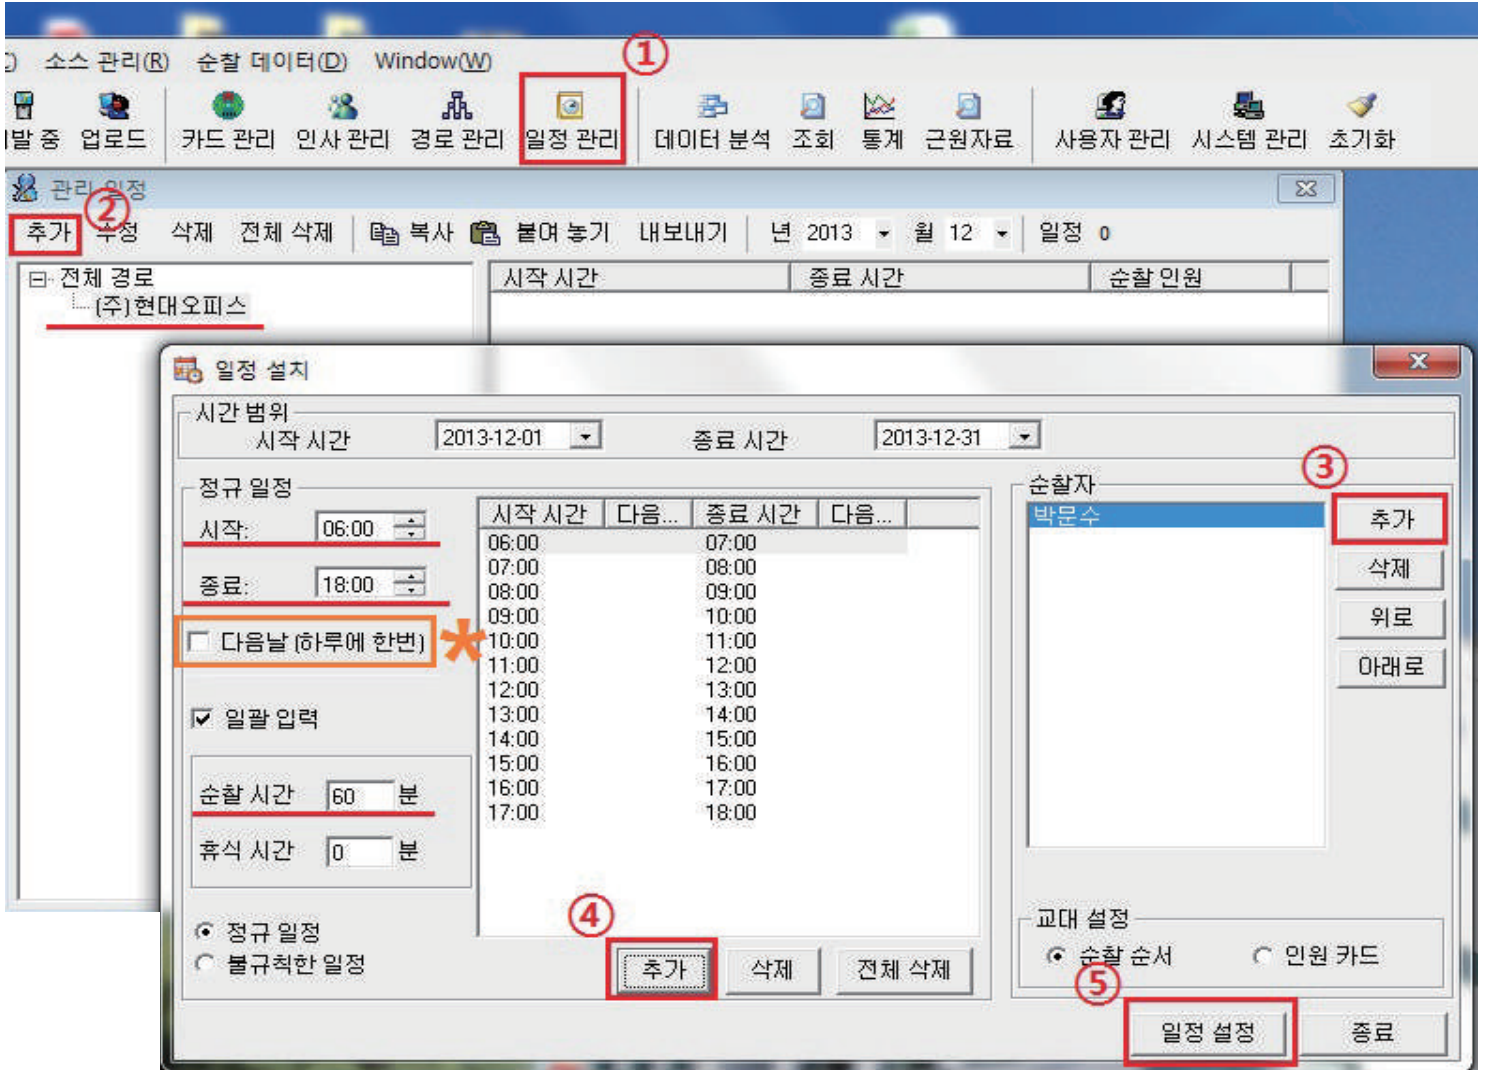 소스 관리(R) 순찰 데이터(D) Window(W) ①
발 중 업로드 카드 관리 인사 관리 경로 관리 일정 관리 데이터 분석 조회 통계 근원자료 사용자 관리 시스템 관리 초기화
관리 일정
②
추가 수정 삭제 전체 삭제 복사 붙여 놓기 내보내기 년 2013 월 12 일정 0
전체 경로 시작 시간 종료 시간 순찰 인원
(주)현대오피스
일정 설치
시간 범위
시작 시간 2013-12-01 종료 시간 2013-12-31
③
정규 일정 순찰자
시작: 06:00 시작 시간 다음... 종료 시간 다음... 박문수 추가
06:00 07:00
종료: 18:00 07:00 08:00 삭제
08:00 09:00
09:00 10:00 위로
다음날 (하루에 한번) * 10:00 11:00
11:00 12:00 아래로
12:00 13:00
일괄 입력 13:00 14:00
14:00 15:00
15:00 16:00
순찰 시간 60 분 16:00 17:00
17:00 18:00
휴식 시간 0 분
④
정규 일정 교대 설정
불규칙한 일정 추가 삭제 전체 삭제 순찰 순서 인원 카드
⑤
일정 설정 종료